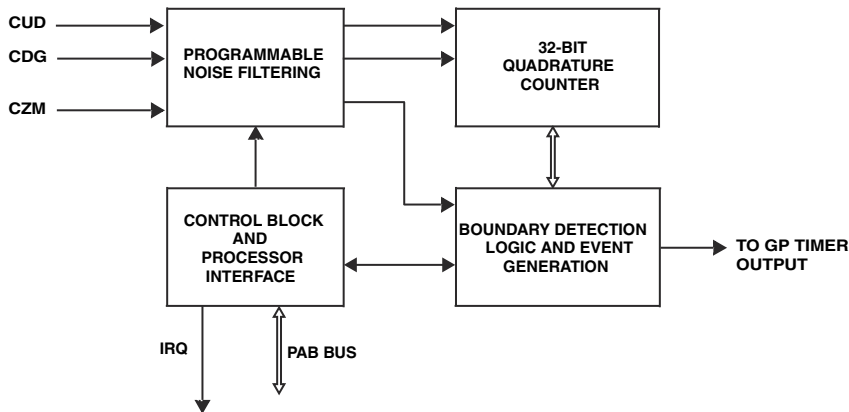 CUD
CDG
CZM
PROGRAMMABLE
NOISE FILTERING
32-BIT
QUADRATURE
COUNTER
CONTROL BLOCK
AND
PROCESSOR
INTERFACE
BOUNDARY DETECTION
LOGIC AND EVENT
GENERATION
TO GP TIMER
OUTPUT
IRQ
PAB BUS